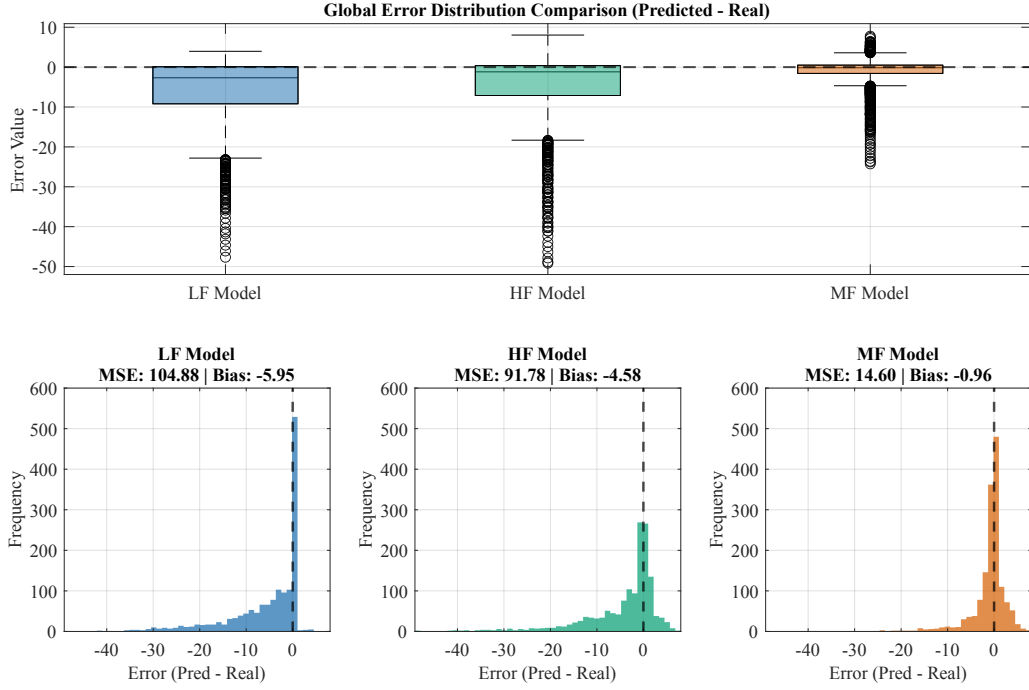 Global Error Distribution Comparison (Predicted - Real)
Error Value
10
0
-10
-20
-30
-40
-50
LF Model
HF Model
MF Model
LF Model
MSE: 104.88 | Bias: -5.95
Frequency
600
500
400
300
200
100
0
-40
-30
-20
-10
0
Error (Pred - Real)
HF Model
MSE: 91.78 | Bias: -4.58
Frequency
600
500
400
300
200
100
0
-40
-30
-20
-10
0
Error (Pred - Real)
MF Model
MSE: 14.60 | Bias: -0.96
Frequency
600
500
400
300
200
100
0
-40
-30
-20
-10
0
Error (Pred - Real)